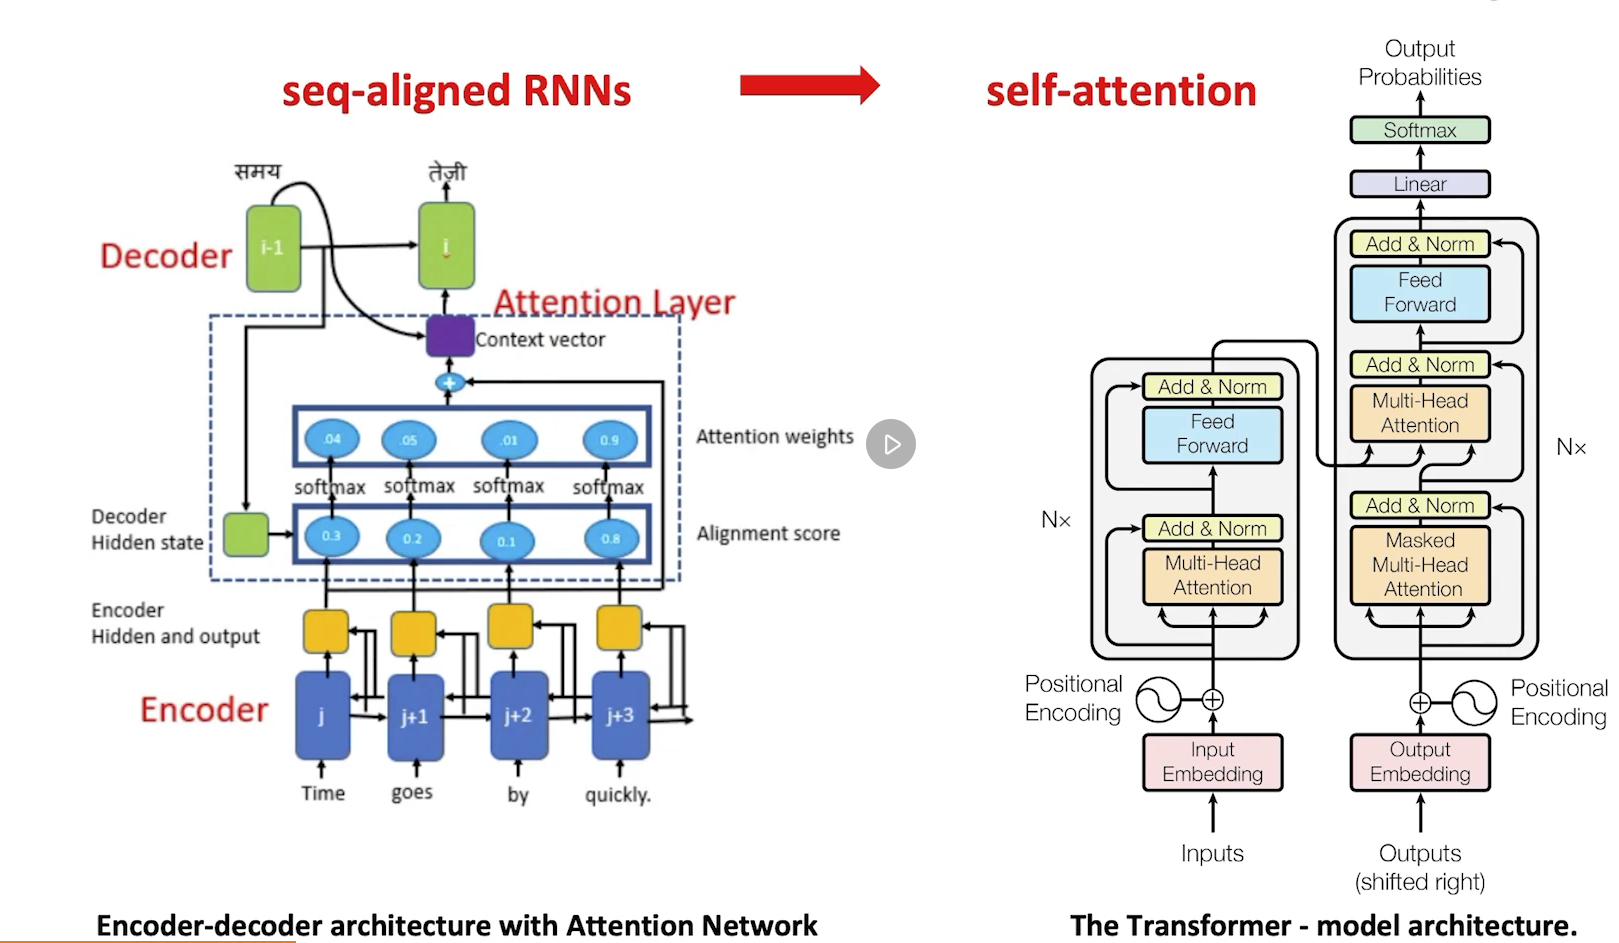 seq-aligned RNNs
self-attention
समय
तेज़ी
Decoder
i-1
i
Attention Layer
Context vector
+
.04
.05
.01
0.9
Attention weights
softmax
softmax
softmax
softmax
Decoder
Hidden state
0.3
0.2
0.1
0.8
Alignment score
Encoder
Hidden and output
Encoder
j
j+1
j+2
j+3
Time
goes
by
quickly.
Encoder-decoder architecture with Attention Network
Output
Probabilities
Softmax
Linear
Add & Norm
Feed
Forward
Add & Norm
Multi-Head
Attention
Nx
Add & Norm
Masked
Multi-Head
Attention
Add & Norm
Feed
Forward
Nx
Add & Norm
Multi-Head
Attention
Positional
Encoding
Positional
Encoding
Input
Embedding
Output
Embedding
Inputs
Outputs
(shifted right)
The Transformer - model architecture.